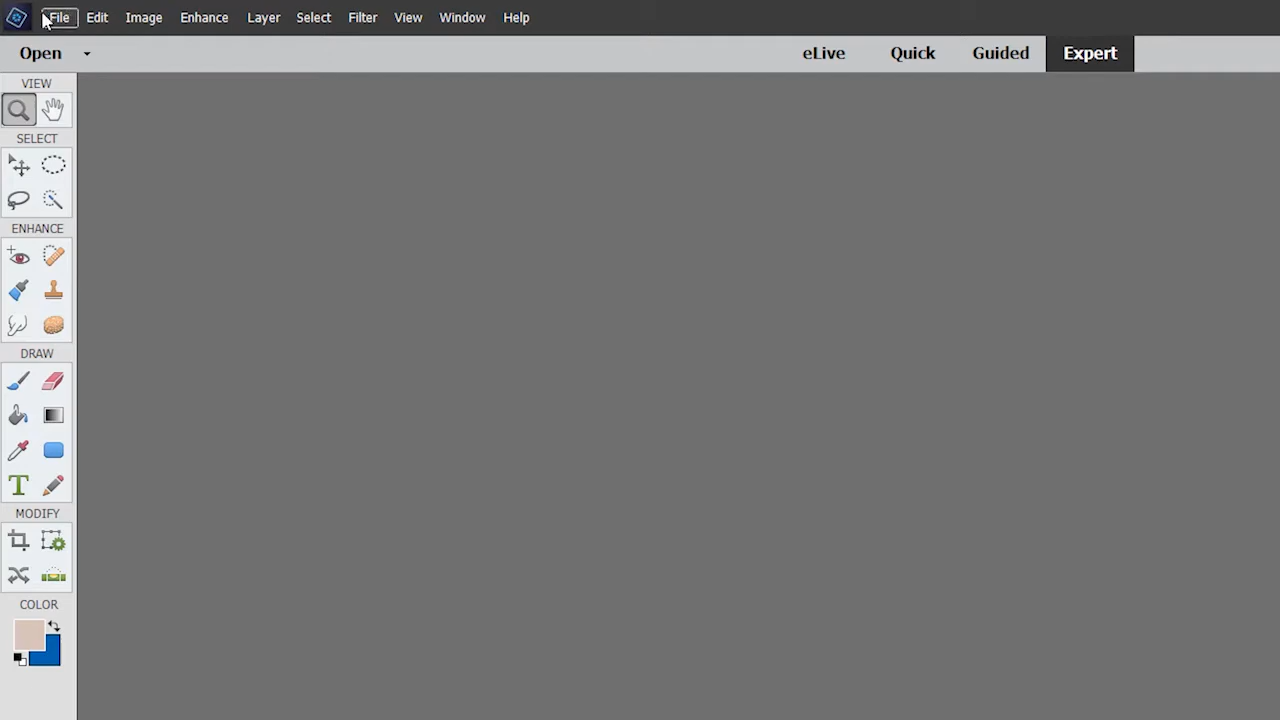 File Edit Image Enhance Layer Select Filter View Window Help
Open eLive Quick Guided Expert
VIEW
SELECT
ENHANCE
DRAW
MODIFY
COLOR